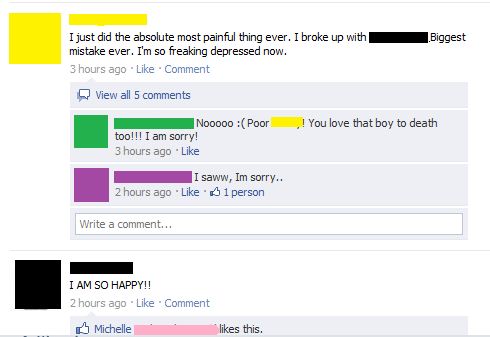 I just did the absolute most painful thing ever. I broke up with Biggest
mistake ever. I'm so freaking depressed now.
3 hours ago · Like · Comment
View all 5 comments
Nooooo :( Poor ! You love that boy to death
too!!! I am sorry!
3 hours ago · Like
I saww, Im sorry..
2 hours ago · Like · 1 person
Write a comment...
I AM SO HAPPY!!
2 hours ago · Like · Comment
Michelle likes this.